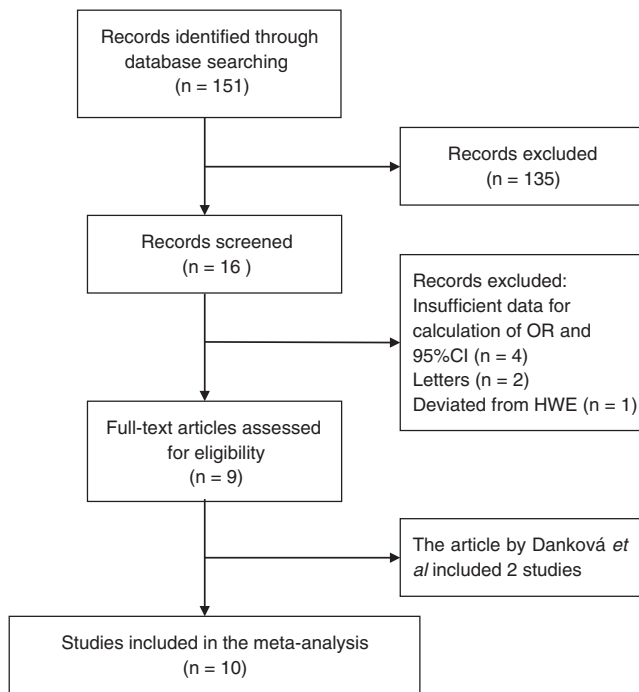 Records identified through
database searching
(n = 151)
Records excluded
(n = 135)
Records screened
(n = 16 )
Records excluded:
Insufficient data for
calculation of OR and
95%CI (n = 4)
Letters (n = 2)
Deviated from HWE (n = 1)
Full-text articles assessed
for eligibility
(n = 9)
The article by Danková et
al included 2 studies
Studies included in the meta-analysis
(n = 10)